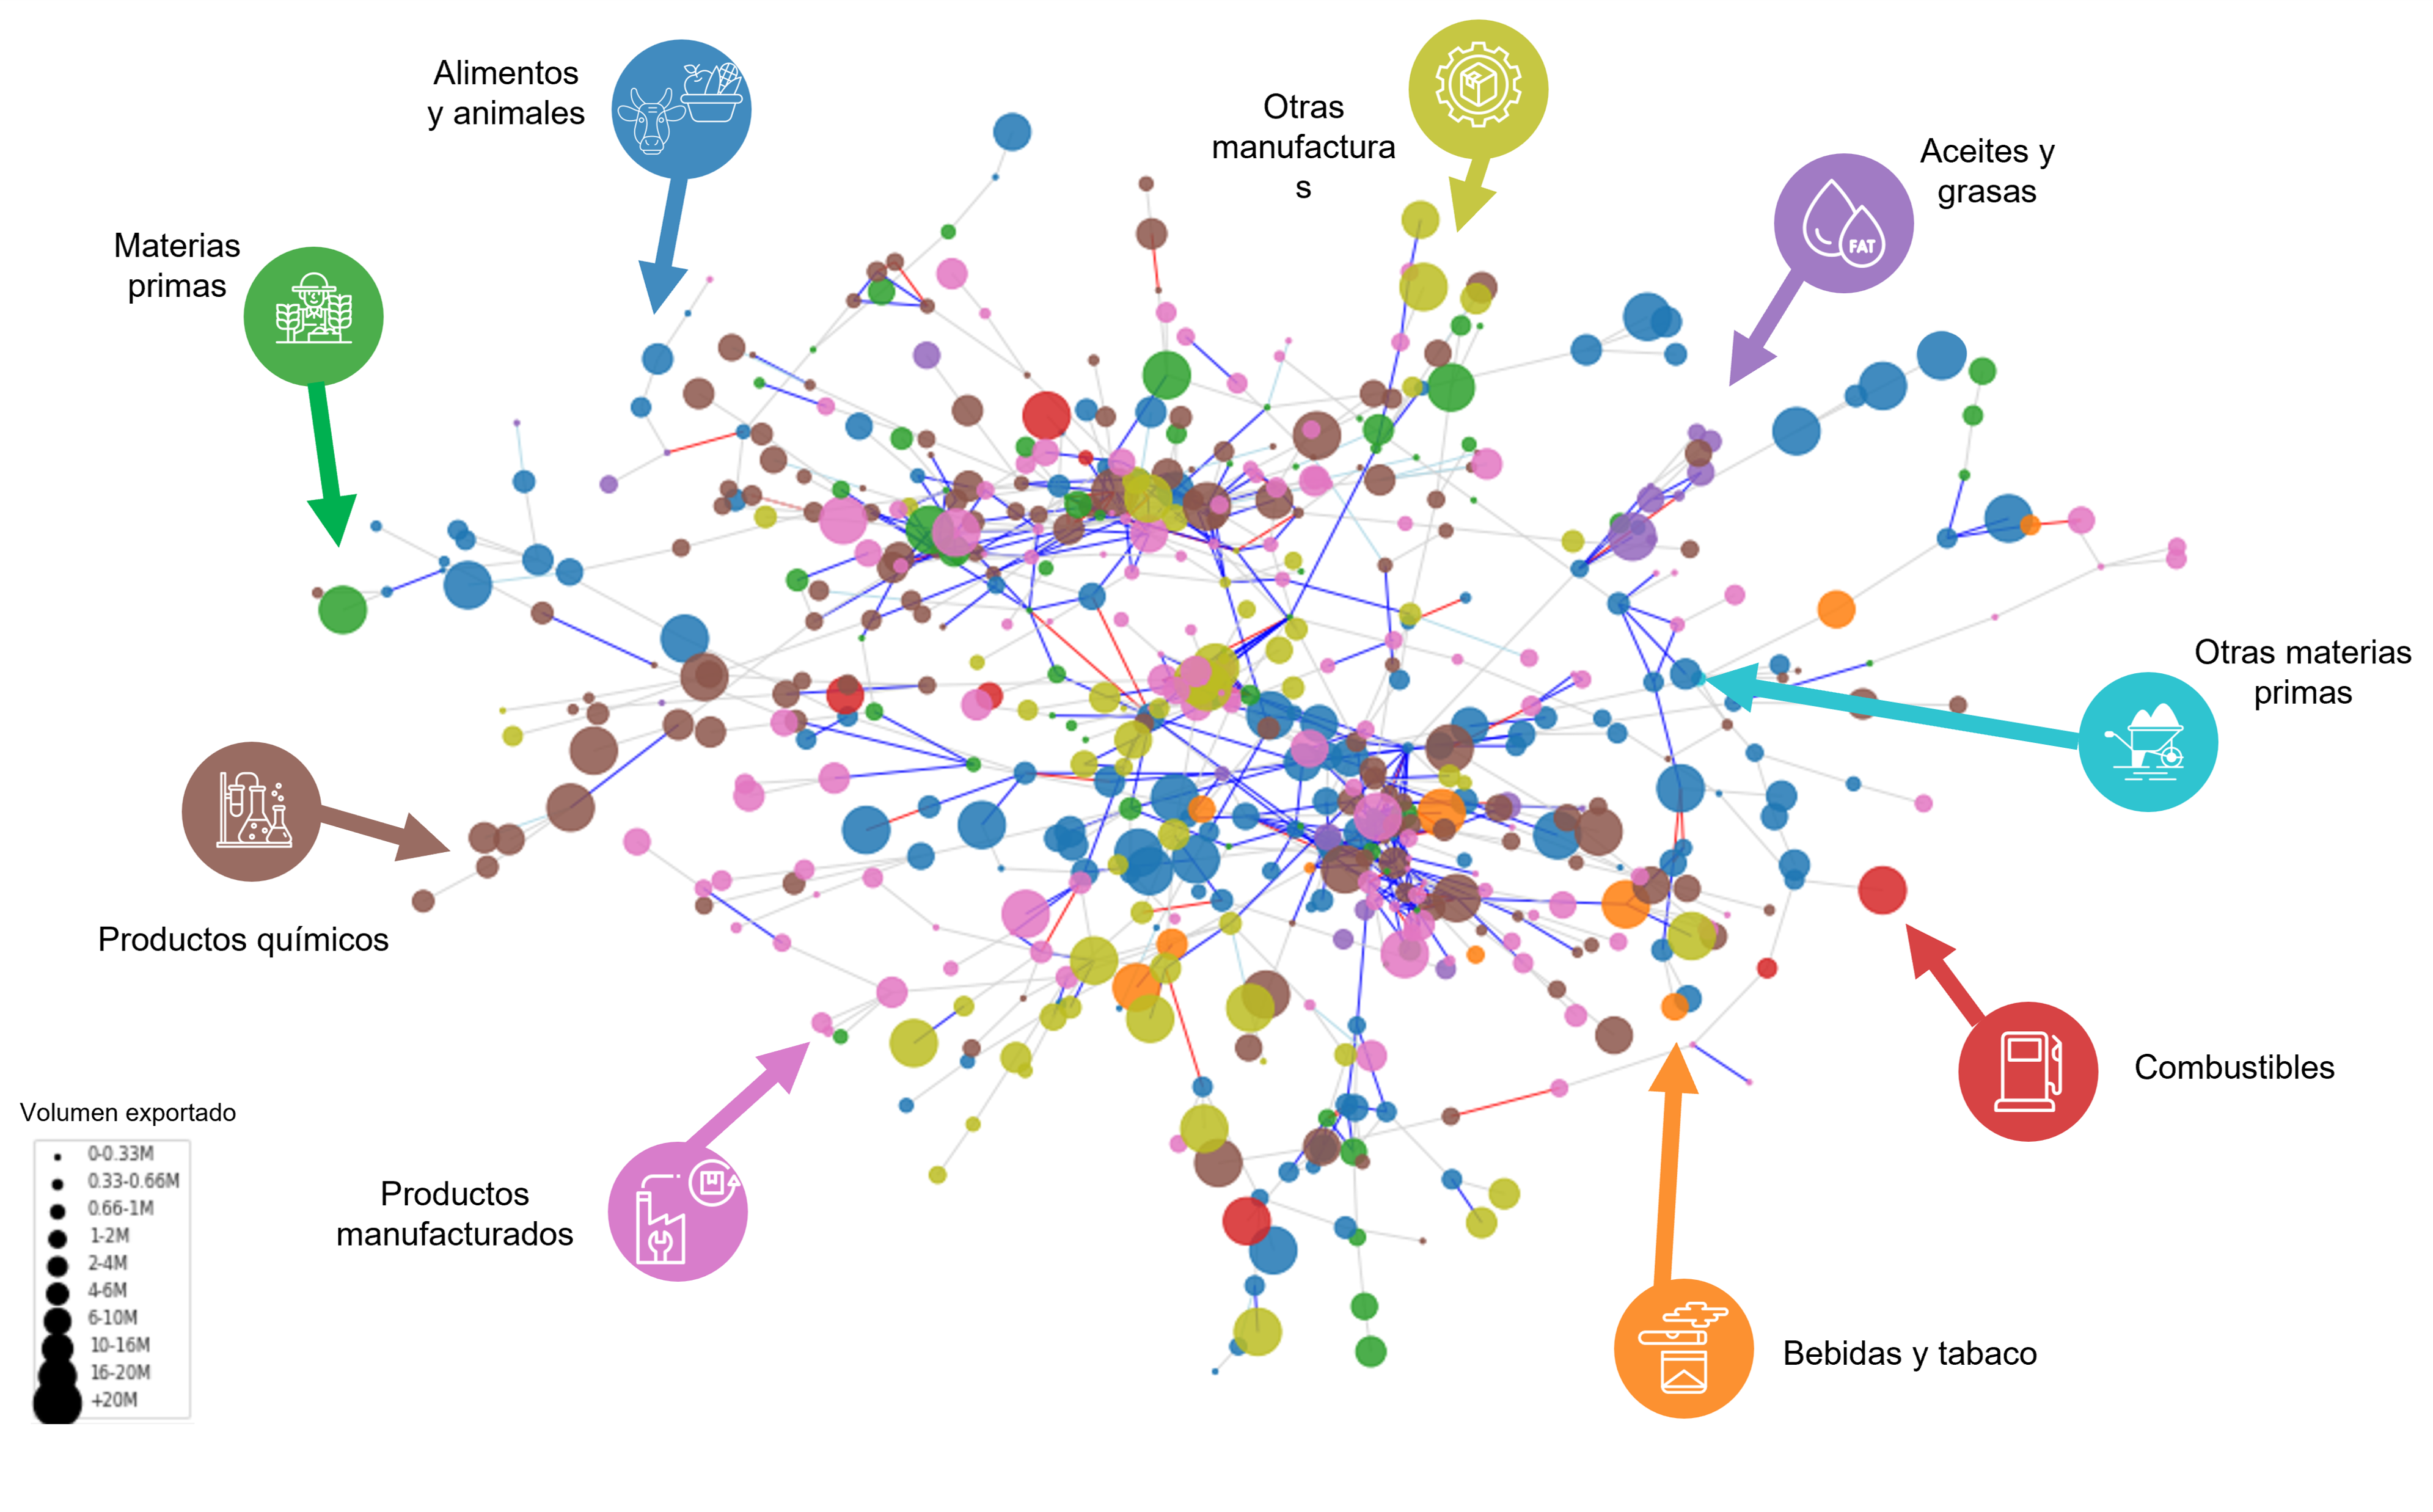 Alimentos
y animales
Otras
manufactura
s
Aceites y
grasas
FAT
Materias
primas
Otras materias
primas
Productos químicos
Combustibles
Productos
manufacturados
Bebidas y tabaco
Volumen exportado
0-0.33M
0.33-0.66M
0.66-1M
1-2M
2-4M
4-6M
6-10M
10-16M
16-20M
+20M